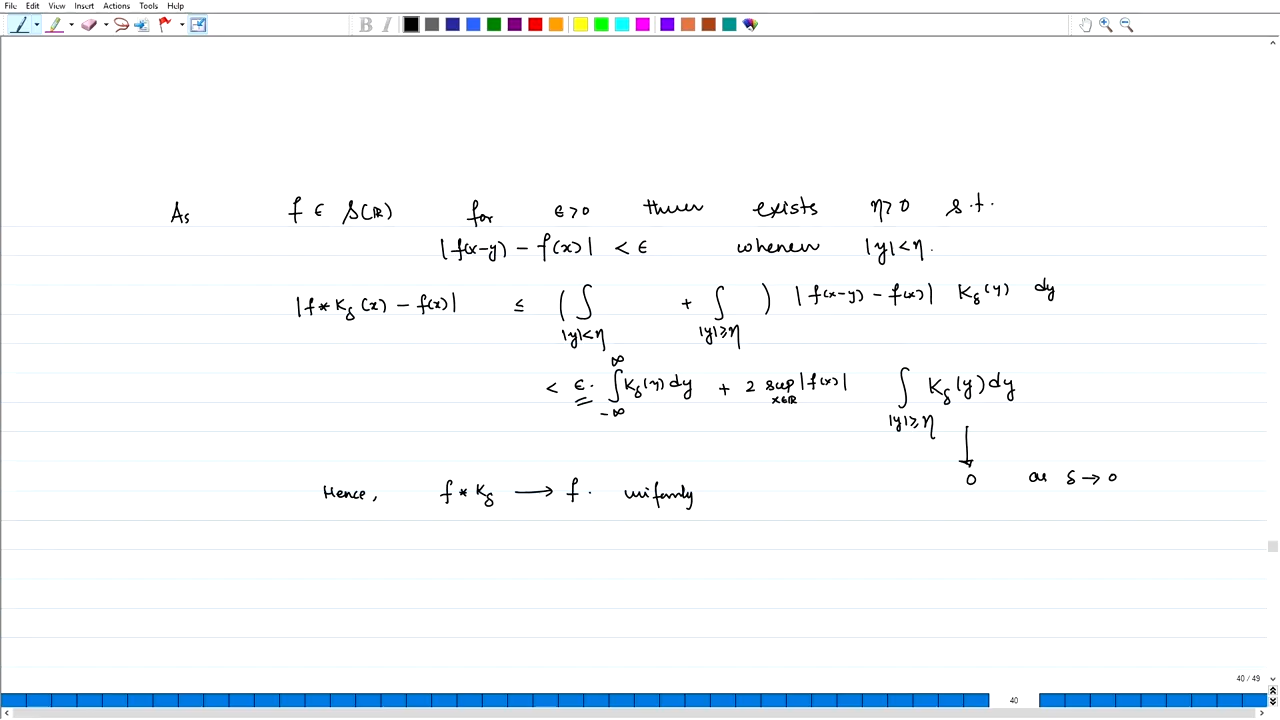 File Edit View Insert Actions Tools Help
B I
As f ∈ S(ℝ) for ε>0 there exists η>0 s.t.
|f(x-y) - f(x)| < ε whenever |y|<η.
|f*K_δ(x) - f(x)| ≤ (∫_{|y|<η} + ∫_{|y|≥η}) |f(x-y) - f(x)| K_δ(y) dy
< ε. ∫_{-∞}^{∞} K_δ(y) dy + 2 sup_{x∈ℝ} |f(x)| ∫_{|y|≥η} K_δ(y) dy
↓
0 as δ → 0
Hence, f * K_δ ⟶ f. uniformly
40 / 49
40